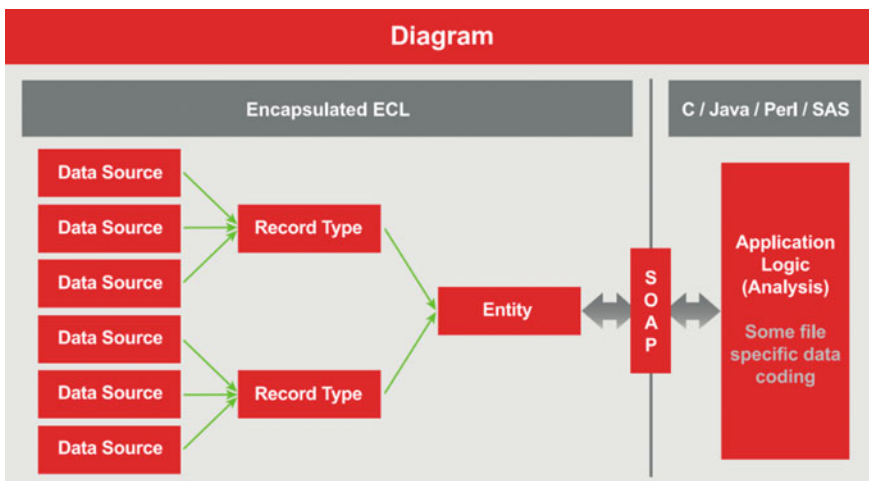 Diagram
Encapsulated ECL
C / Java / Perl / SAS
Data Source
Data Source
Data Source
Data Source
Data Source
Data Source
Record Type
Record Type
Entity
S
O
A
P
Application
Logic
(Analysis)
Some file
specific data
coding